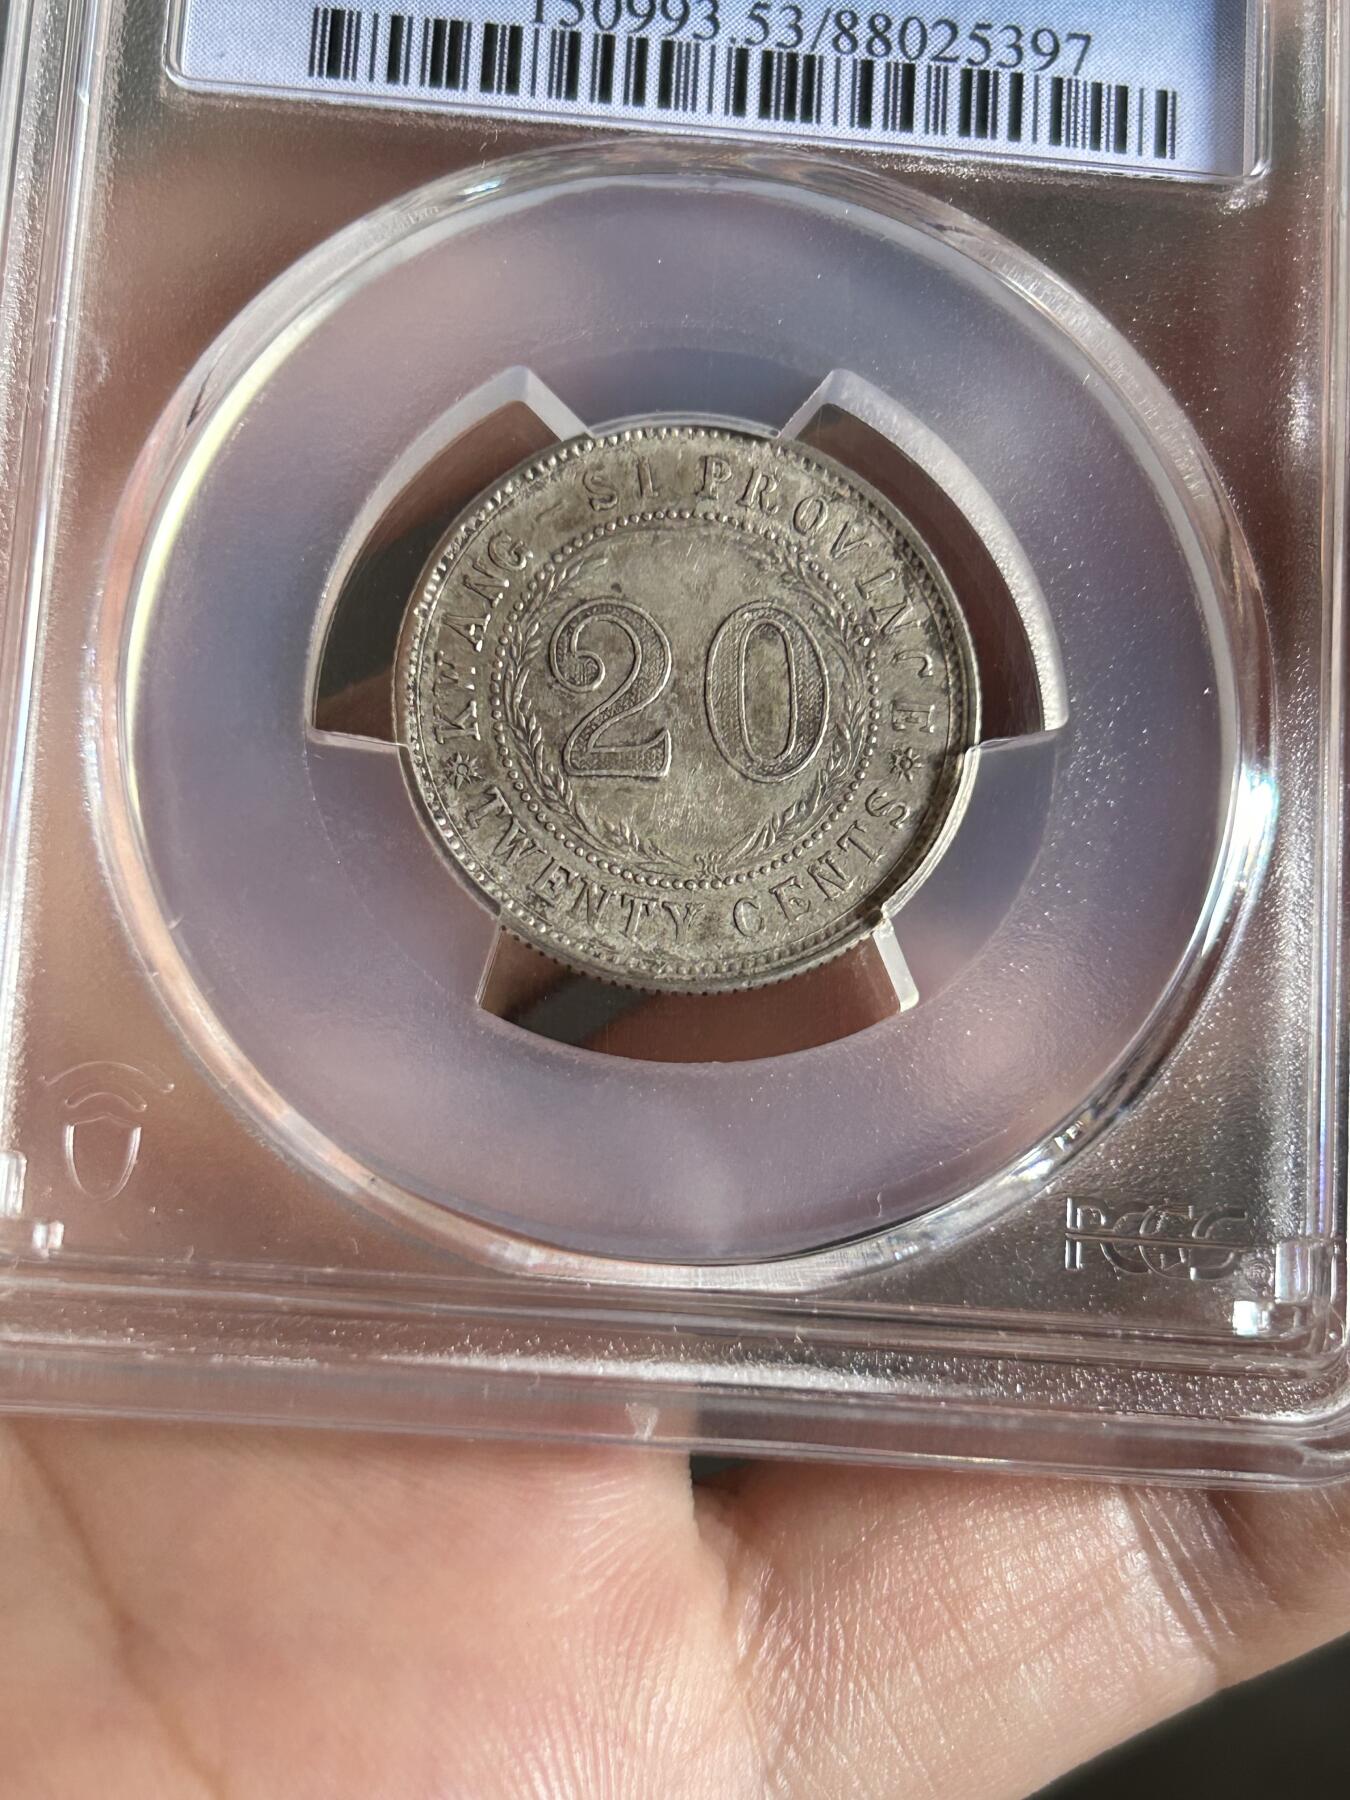 150993.53/88025397
KWANG-SI PROVINCE
20
TWENTY CENTS
PCGS